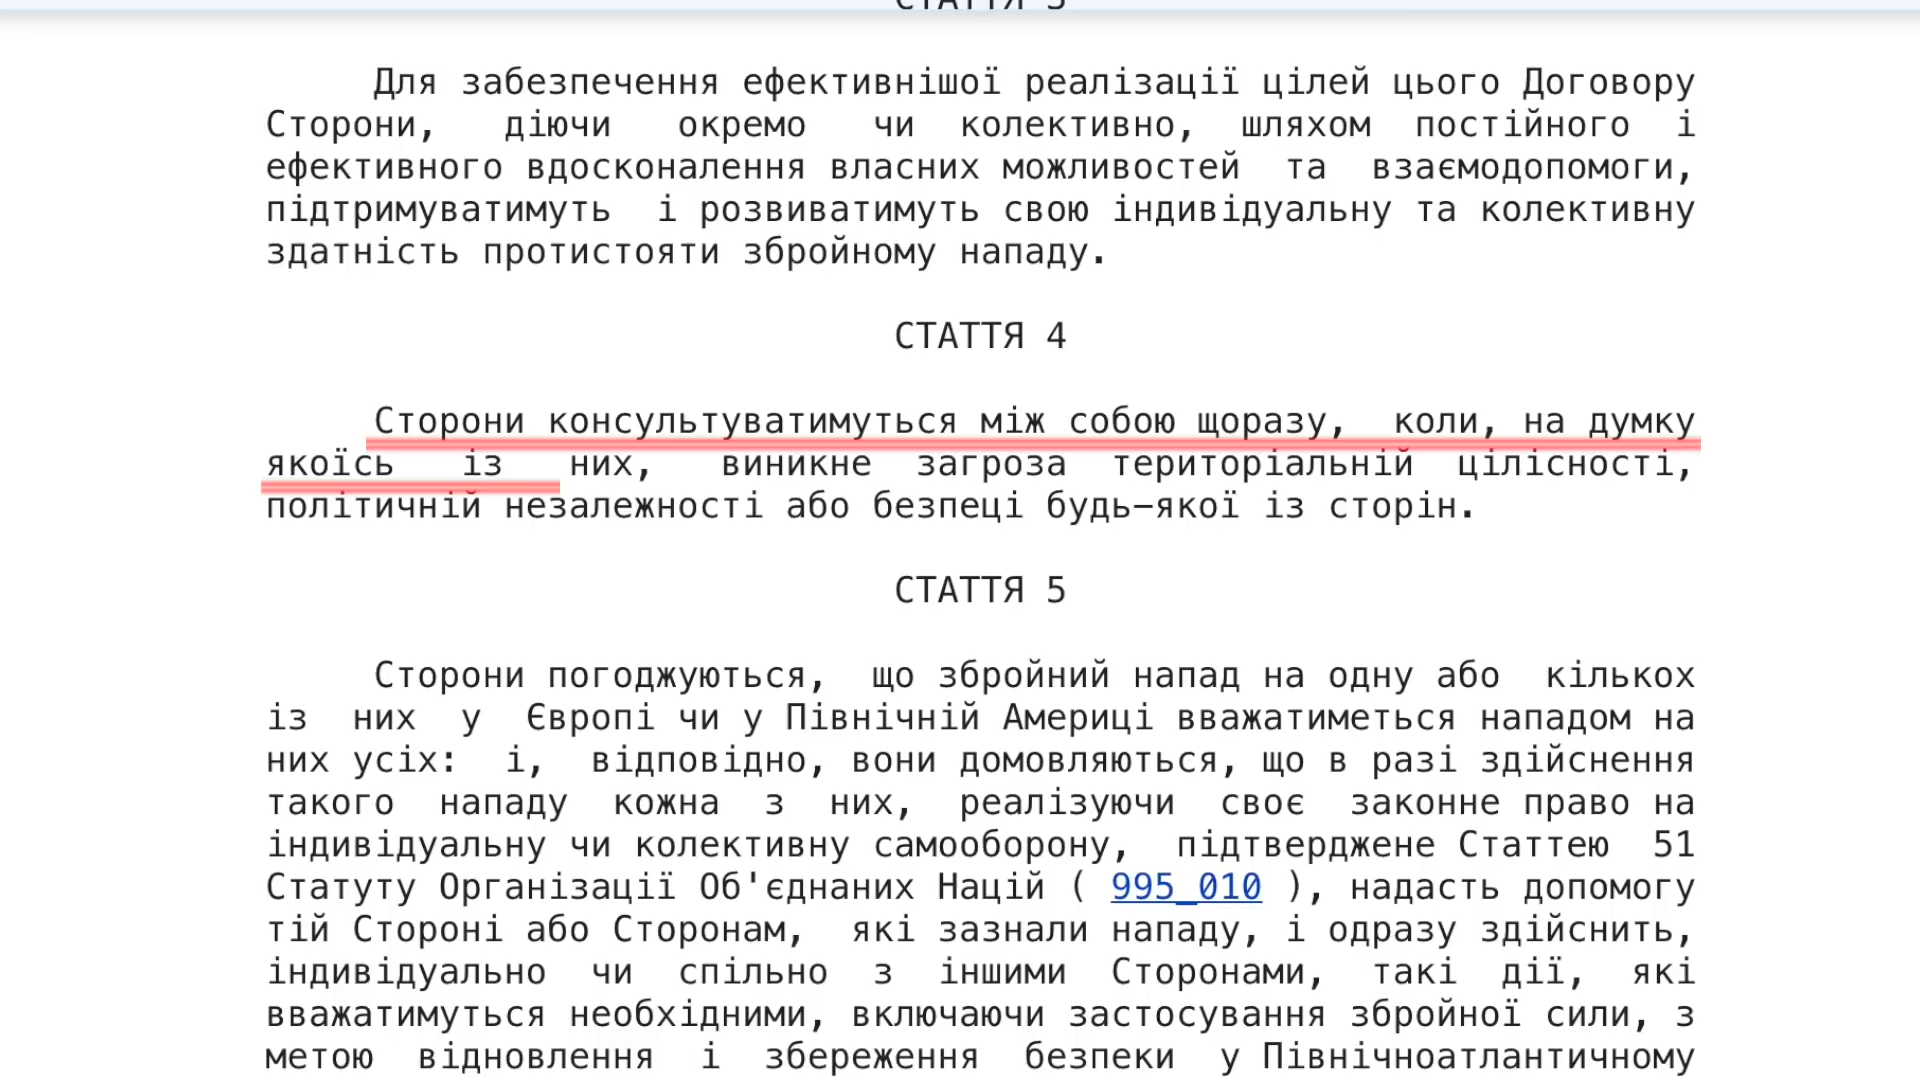 СТАТТЯ 3
Для забезпечення ефективнішої реалізації цілей цього Договору
Сторони, діючи окремо чи колективно, шляхом постійного і
ефективного вдосконалення власних можливостей та взаємодопомоги,
підтримуватимуть і розвиватимуть свою індивідуальну та колективну
здатність протистояти збройному нападу.
СТАТТЯ 4
Сторони консультуватимуться між собою щоразу, коли, на думку
якоїсь із них, виникне загроза територіальній цілісності,
політичній незалежності або безпеці будь-якої із сторін.
СТАТТЯ 5
Сторони погоджуються, що збройний напад на одну або кількох
із них у Європі чи у Північній Америці вважатиметься нападом на
них усіх: і, відповідно, вони домовляються, що в разі здійснення
такого нападу кожна з них, реалізуючи своє законне право на
індивідуальну чи колективну самооборону, підтверджене Статтею 51
Статуту Організації Об'єднаних Націй ( 995_010 ), надасть допомогу
тій Стороні або Сторонам, які зазнали нападу, і одразу здійснить,
індивідуально чи спільно з іншими Сторонами, такі дії, які
вважатимуться необхідними, включаючи застосування збройної сили, з
метою відновлення і збереження безпеки у Північноатлантичному